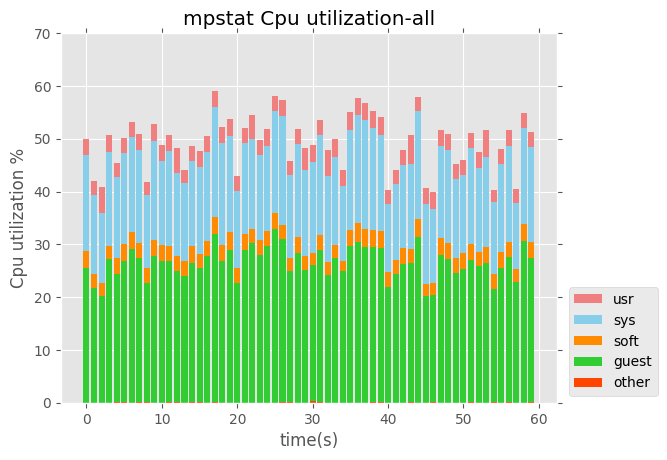 mpstat Cpu utilization-all
70
60
50
40
30
20
10
0
Cpu utilization %
0 10 20 30 40 50 60
time(s)
usr
sys
soft
guest
other